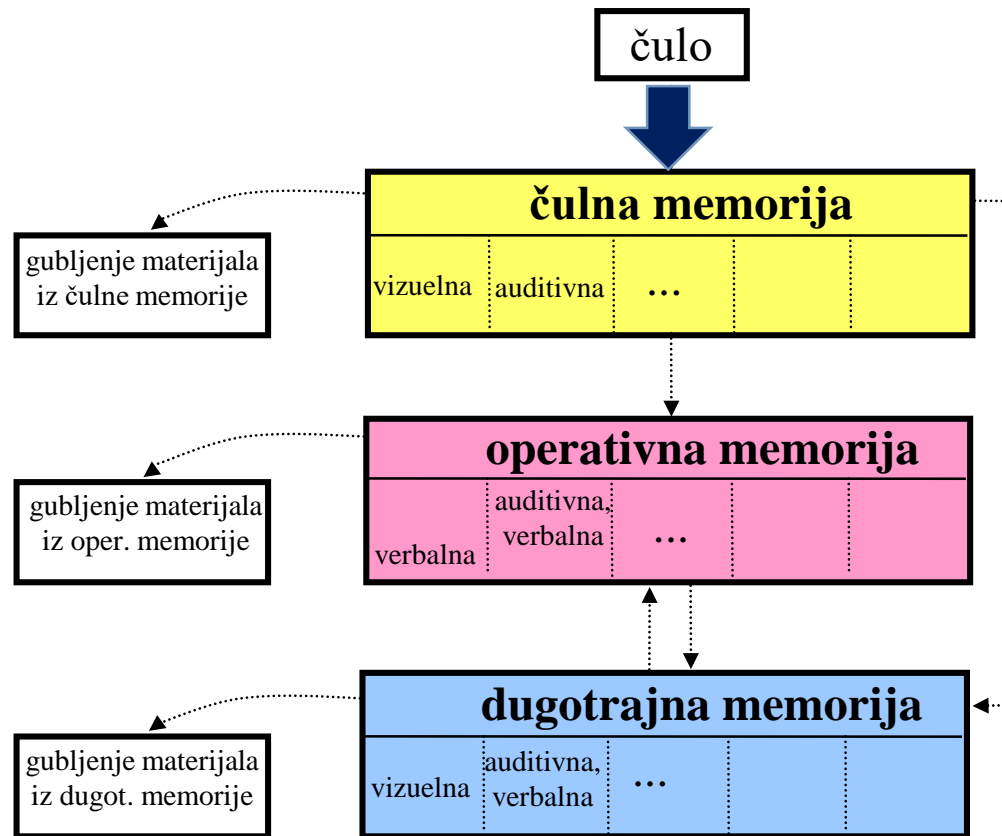 čulo
čulna memorija
vizuelna
auditivna
...
gubljenje materijala
iz čulne memorije
operativna memorija
verbalna
auditivna,
verbalna
...
gubljenje materijala
iz oper. memorije
dugotrajna memorija
vizuelna
auditivna,
verbalna
...
gubljenje materijala
iz dugot. memorije